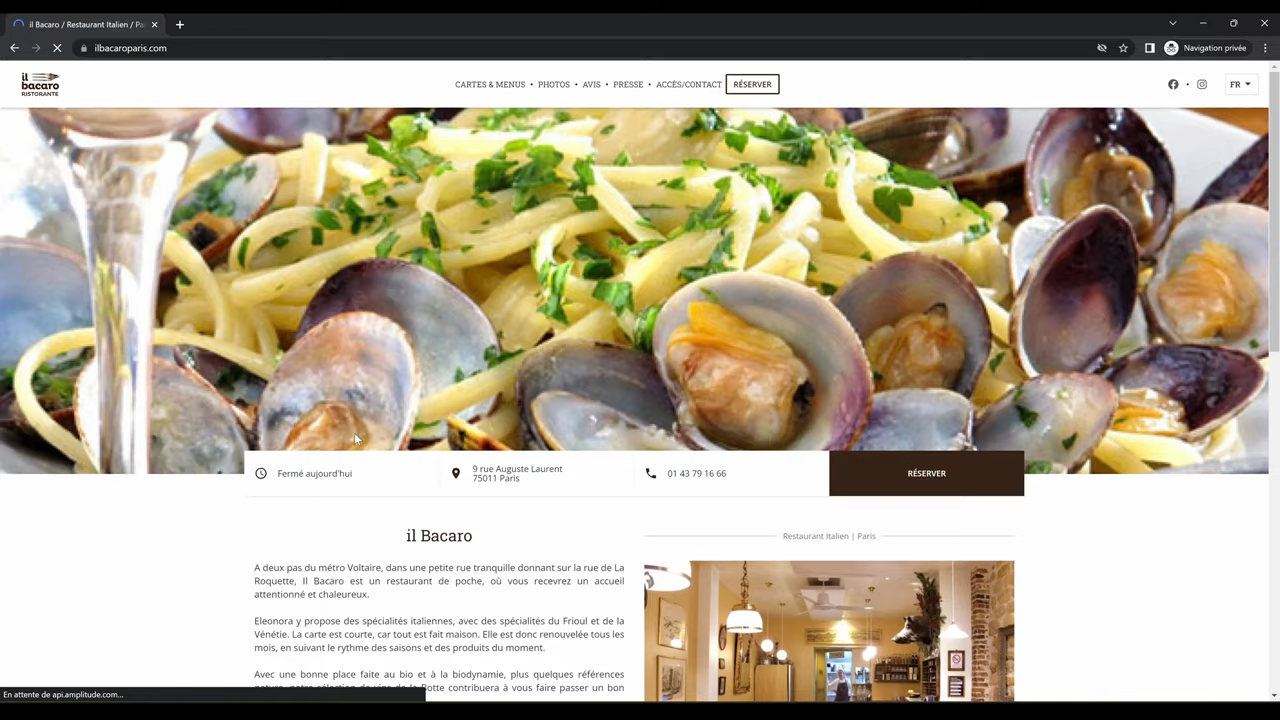 il Bacaro / Restaurant Italien / Pa
ilbacaroparis.com
Navigation privée
il
bacaro
RISTORANTE
CARTES & MENUS • PHOTOS • AVIS • PRESSE • ACCÈS/CONTACT RÉSERVER
FR
Fermé aujourd'hui
9 rue Auguste Laurent
75011 Paris
01 43 79 16 66
RÉSERVER
il Bacaro
A deux pas du métro Voltaire, dans une petite rue tranquille donnant sur la rue de La
Roquette, Il Bacaro est un restaurant de poche, où vous recevrez un accueil
attentionné et chaleureux.
Eleonora y propose des spécialités italiennes, avec des spécialités du Frioul et de la
Vénétie. La carte est courte, car tout est fait maison. Elle est donc renouvelée tous les
mois, en suivant le rythme des saisons et des produits du moment.
Avec une bonne place faite au bio et à la biodynamie, plus quelques références
contribuera à vous faire passer un bon
Restaurant Italien | Paris
En attente de api.amplitude.com...